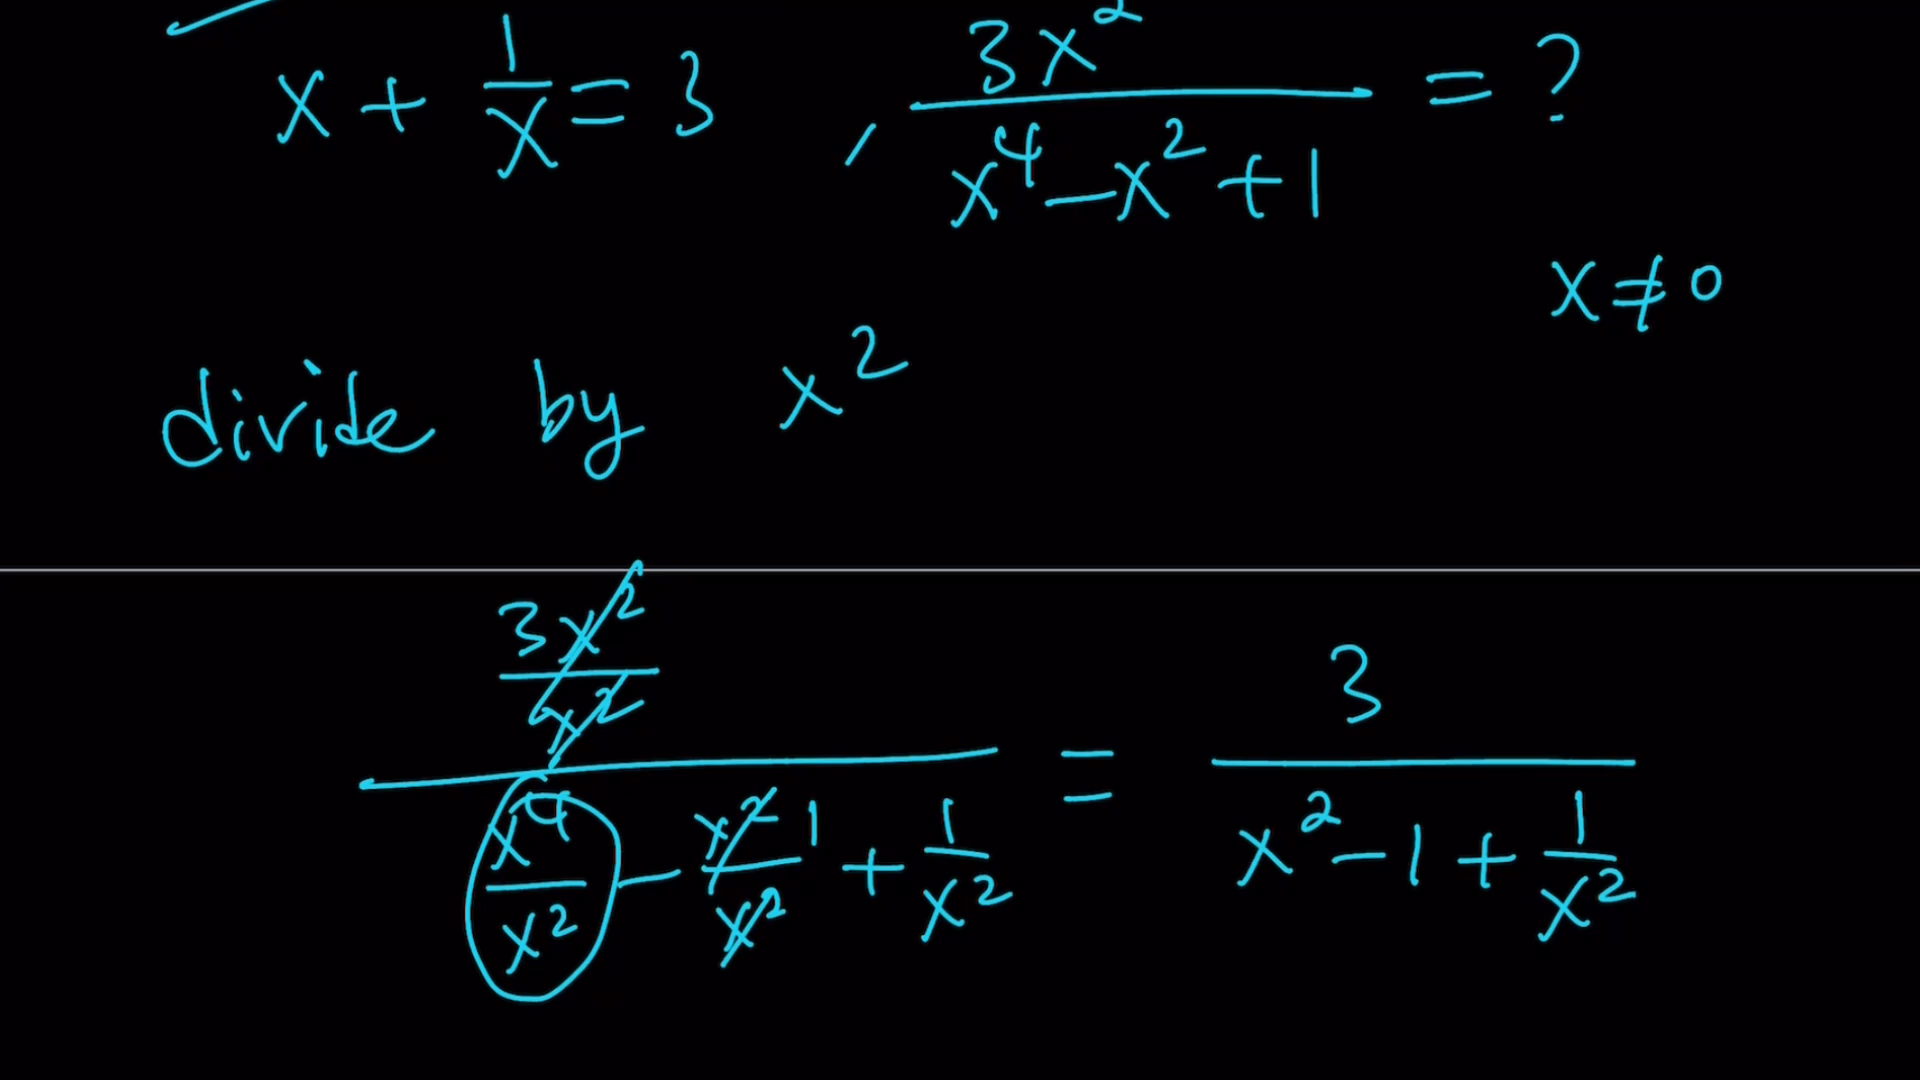 x + 1/x = 3 , 3x²/(x⁴ - x² + 1) = ?
x ≠ 0
divide by x²
(3x²/x²)/(x⁴/x² - x²/x² 1 + 1/x²) = 3/(x² - 1 + 1/x²)